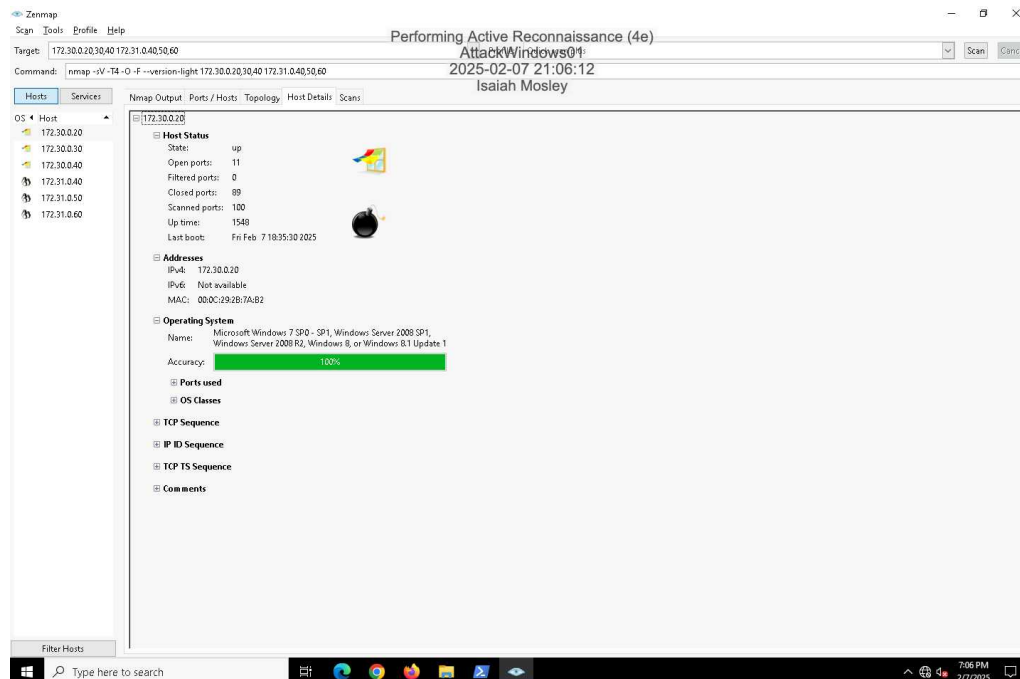 Zenmap
Scan Tools Profile Help
Performing Active Reconnaissance (4e)
AttackWindows01
2025-02-07 21:06:12
Isaiah Mosley
Target: 172.30.0.20,30,40 172.31.0.40,50,60 Scan Canc
Command: nmap -sV -T4 -O -F --version-light 172.30.0.20,30,40 172.31.0.40,50,60
Hosts Services
Nmap Output Ports / Hosts Topology Host Details Scans
OS Host
172.30.0.20
172.30.0.30
172.30.0.40
172.31.0.40
172.31.0.50
172.31.0.60
172.30.0.20
Host Status
State: up
Open ports: 11
Filtered ports: 0
Closed ports: 89
Scanned ports: 100
Up time: 1548
Last boot: Fri Feb 7 18:35:30 2025
Addresses
IPv4: 172.30.0.20
IPv6: Not available
MAC: 00:0C:29:2B:7A:B2
Operating System
Name: Microsoft Windows 7 SP0 - SP1, Windows Server 2008 SP1,
Windows Server 2008 R2, Windows 8, or Windows 8.1 Update 1
Accuracy: 100%
Ports used
OS Classes
TCP Sequence
IP ID Sequence
TCP TS Sequence
Comments
Filter Hosts
Type here to search
7:06 PM
2/7/2025